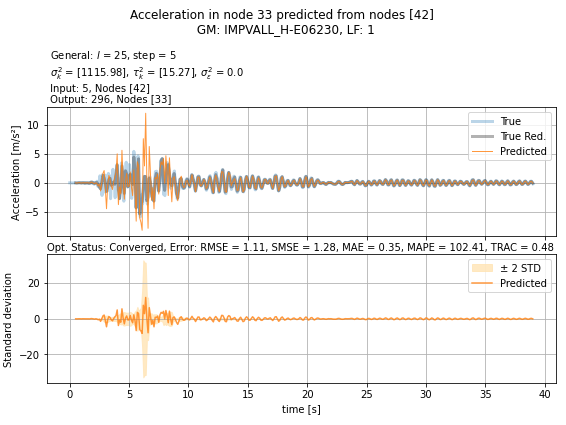 Acceleration in node 33 predicted from nodes [42]
GM: IMPVALL_H-E06230, LF: 1
General: l = 25, step = 5
σ²ₖ = [1115.98], τ²ₖ = [15.27], σ²_ε = 0.0
Input: 5, Nodes [42]
Output: 296, Nodes [33]
Acceleration [m/s²]
10
5
0
−5
True
True Red.
Predicted
Opt. Status: Converged, Error: RMSE = 1.11, SMSE = 1.28, MAE = 0.35, MAPE = 102.41, TRAC = 0.48
Standard deviation
20
0
−20
± 2 STD
Predicted
0 5 10 15 20 25 30 35 40
time [s]